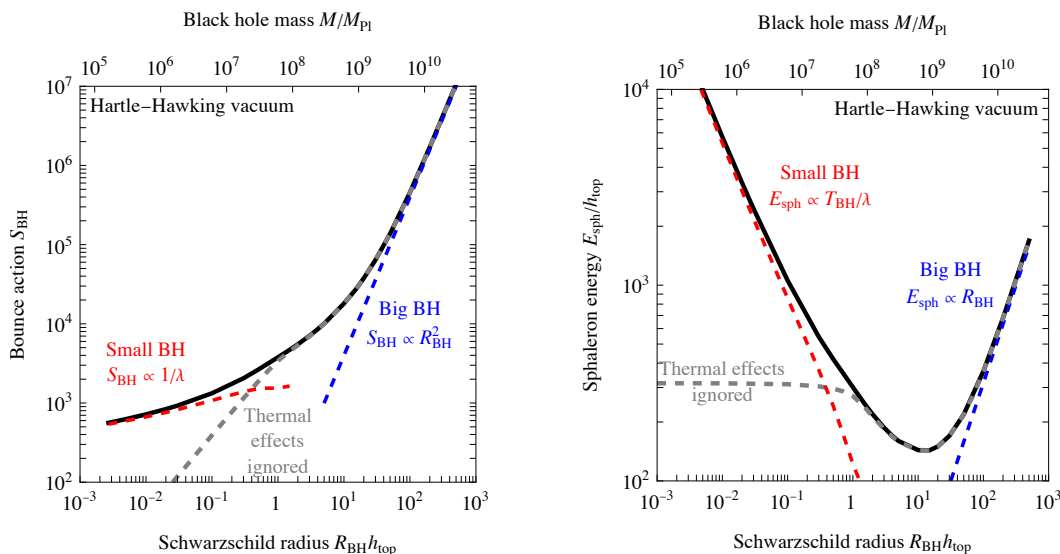 Black hole mass M/M_Pl
10^5 10^6 10^7 10^8 10^9 10^10
Hartle–Hawking vacuum
10^7
10^6
10^5
10^4
10^3
10^2
Bounce action S_BH
Big BH
S_BH ∝ R_BH^2
Small BH
S_BH ∝ 1/λ
Thermal
effects
ignored
10^−3 10^−2 10^−1 1 10^1 10^2 10^3
Schwarzschild radius R_BH h_top
Black hole mass M/M_Pl
10^5 10^6 10^7 10^8 10^9 10^10
Hartle–Hawking vacuum
10^4
10^3
10^2
Sphaleron energy E_sph/h_top
Small BH
E_sph ∝ T_BH/λ
Big BH
E_sph ∝ R_BH
Thermal effects
ignored
10^−3 10^−2 10^−1 1 10^1 10^2 10^3
Schwarzschild radius R_BH h_top